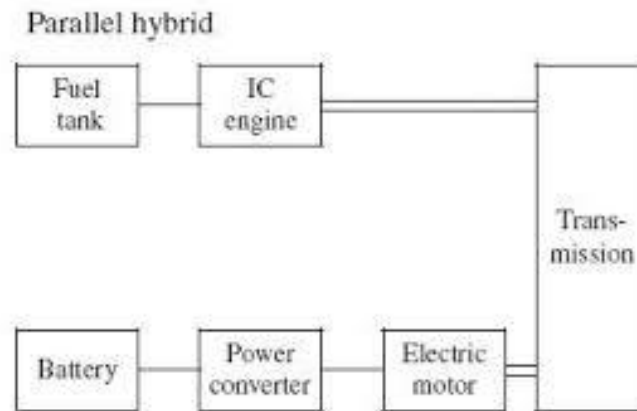 Parallel hybrid
Fuel
tank
IC
engine
Trans-
mission
Battery
Power
converter
Electric
motor